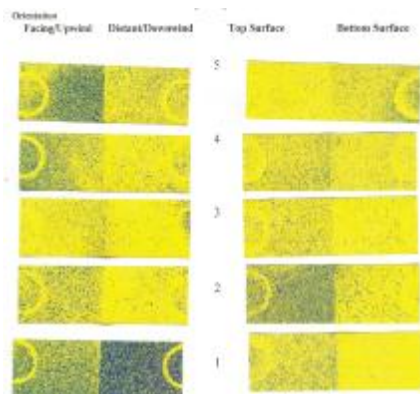 Orientation
Facing/Upwind Distant/Downwind Top Surface Bottom Surface
5
4
3
2
1